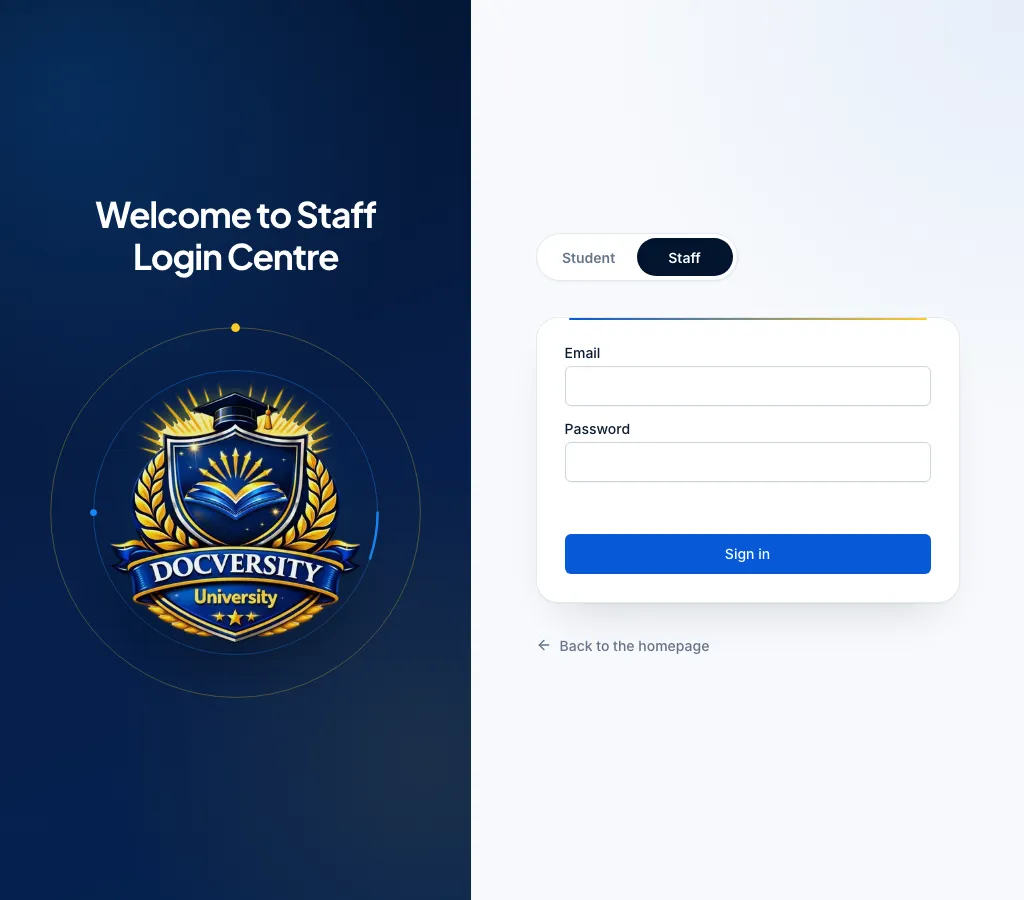 Welcome to Staff
Login Centre
DOCVERSITY
University
Student
Staff
Email
Password
Sign in
Back to the homepage